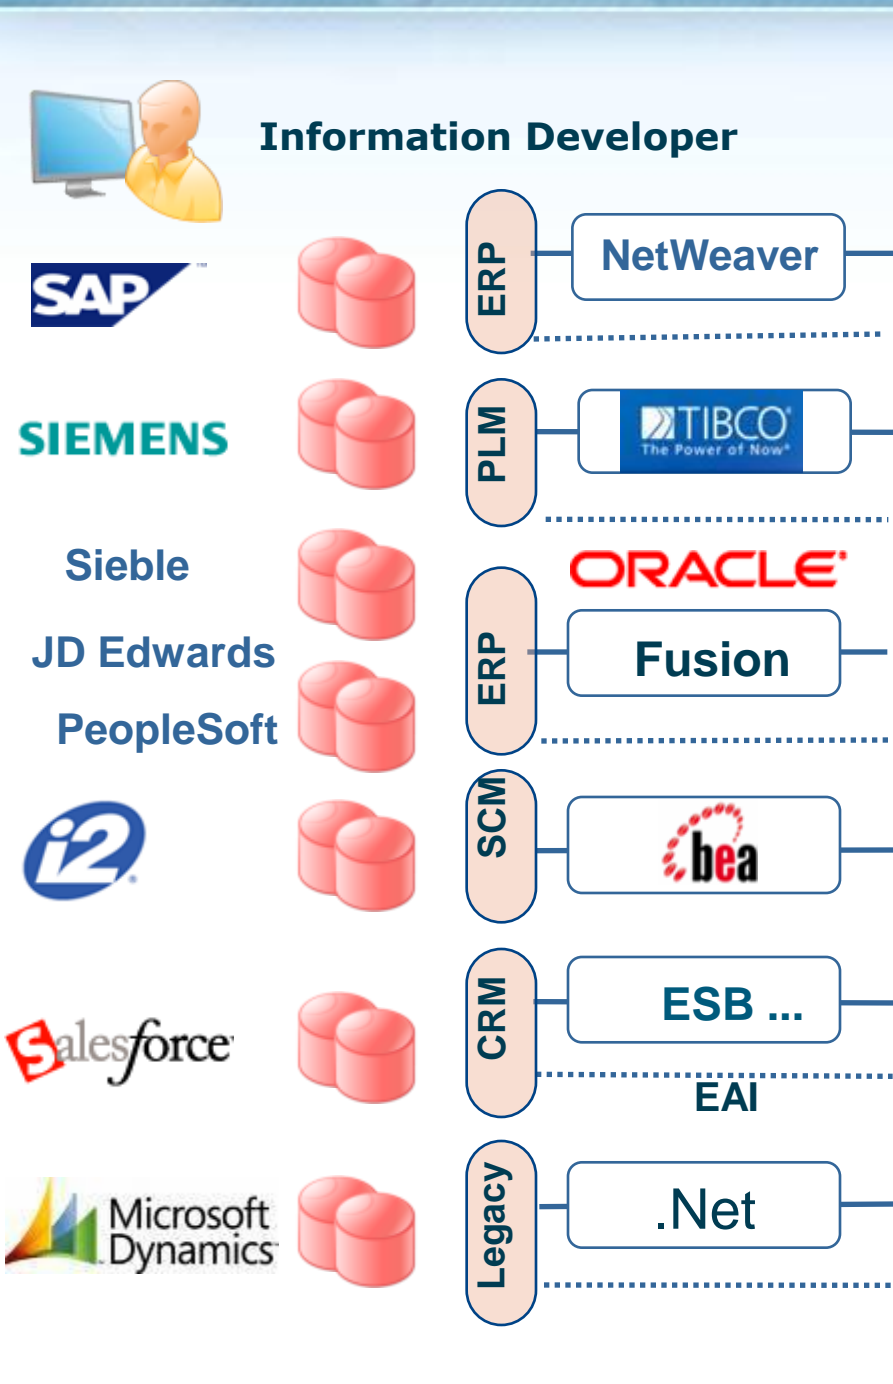 Information Developer
SAP™
ERP
NetWeaver
SIEMENS
PLM
TIBCO®
The Power of Now®
Sieble
JD Edwards
PeopleSoft
ERP
ORACLE®
Fusion
i2®
SCM
bea
Salesforce
CRM
ESB ...
EAI
Microsoft
Dynamics
Legacy
.Net